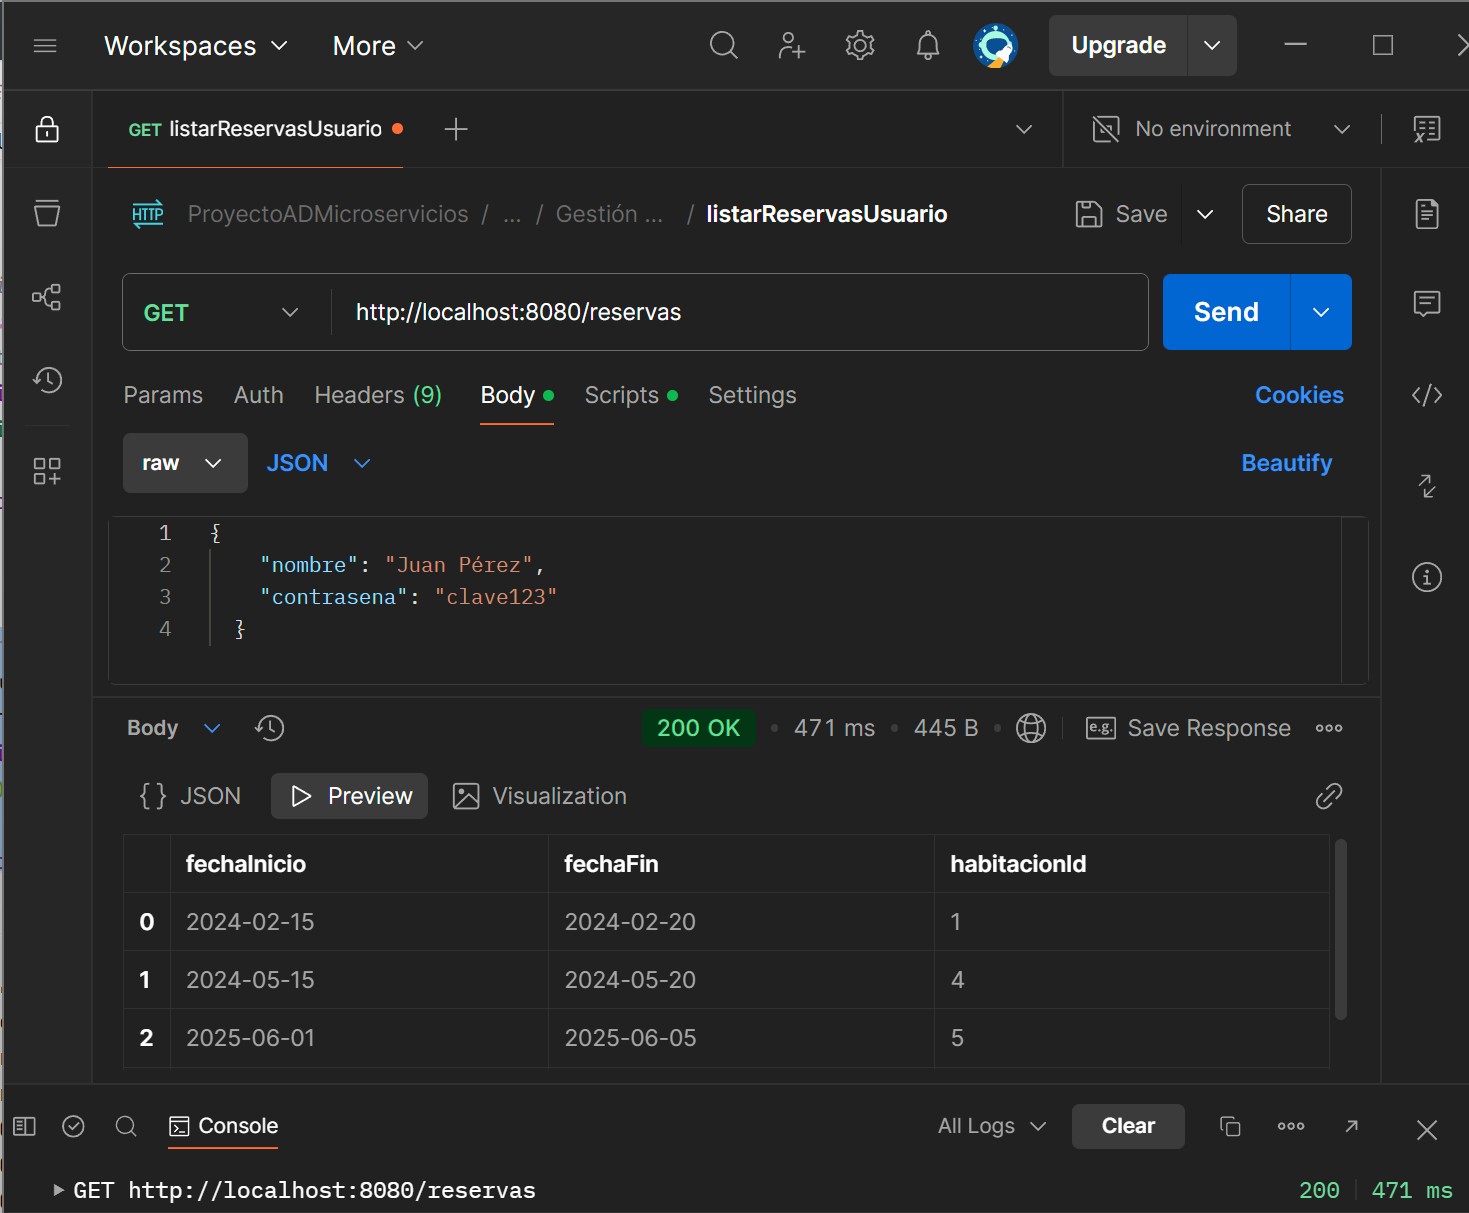 Workspaces More Upgrade
GET listarReservasUsuario No environment
HTTP ProyectoADMicroservicios / ... / Gestión ... / listarReservasUsuario Save Share
GET http://localhost:8080/reservas Send
Params Auth Headers (9) Body Scripts Settings Cookies
raw JSON Beautify
1 {
2 "nombre": "Juan Pérez",
3 "contrasena": "clave123"
4 }
Body 200 OK • 471 ms • 445 B • e.g. Save Response
{} JSON Preview Visualization
fechaInicio fechaFin habitacionId
0 2024-02-15 2024-02-20 1
1 2024-05-15 2024-05-20 4
2 2025-06-01 2025-06-05 5
Console All Logs Clear
GET http://localhost:8080/reservas 200 471 ms